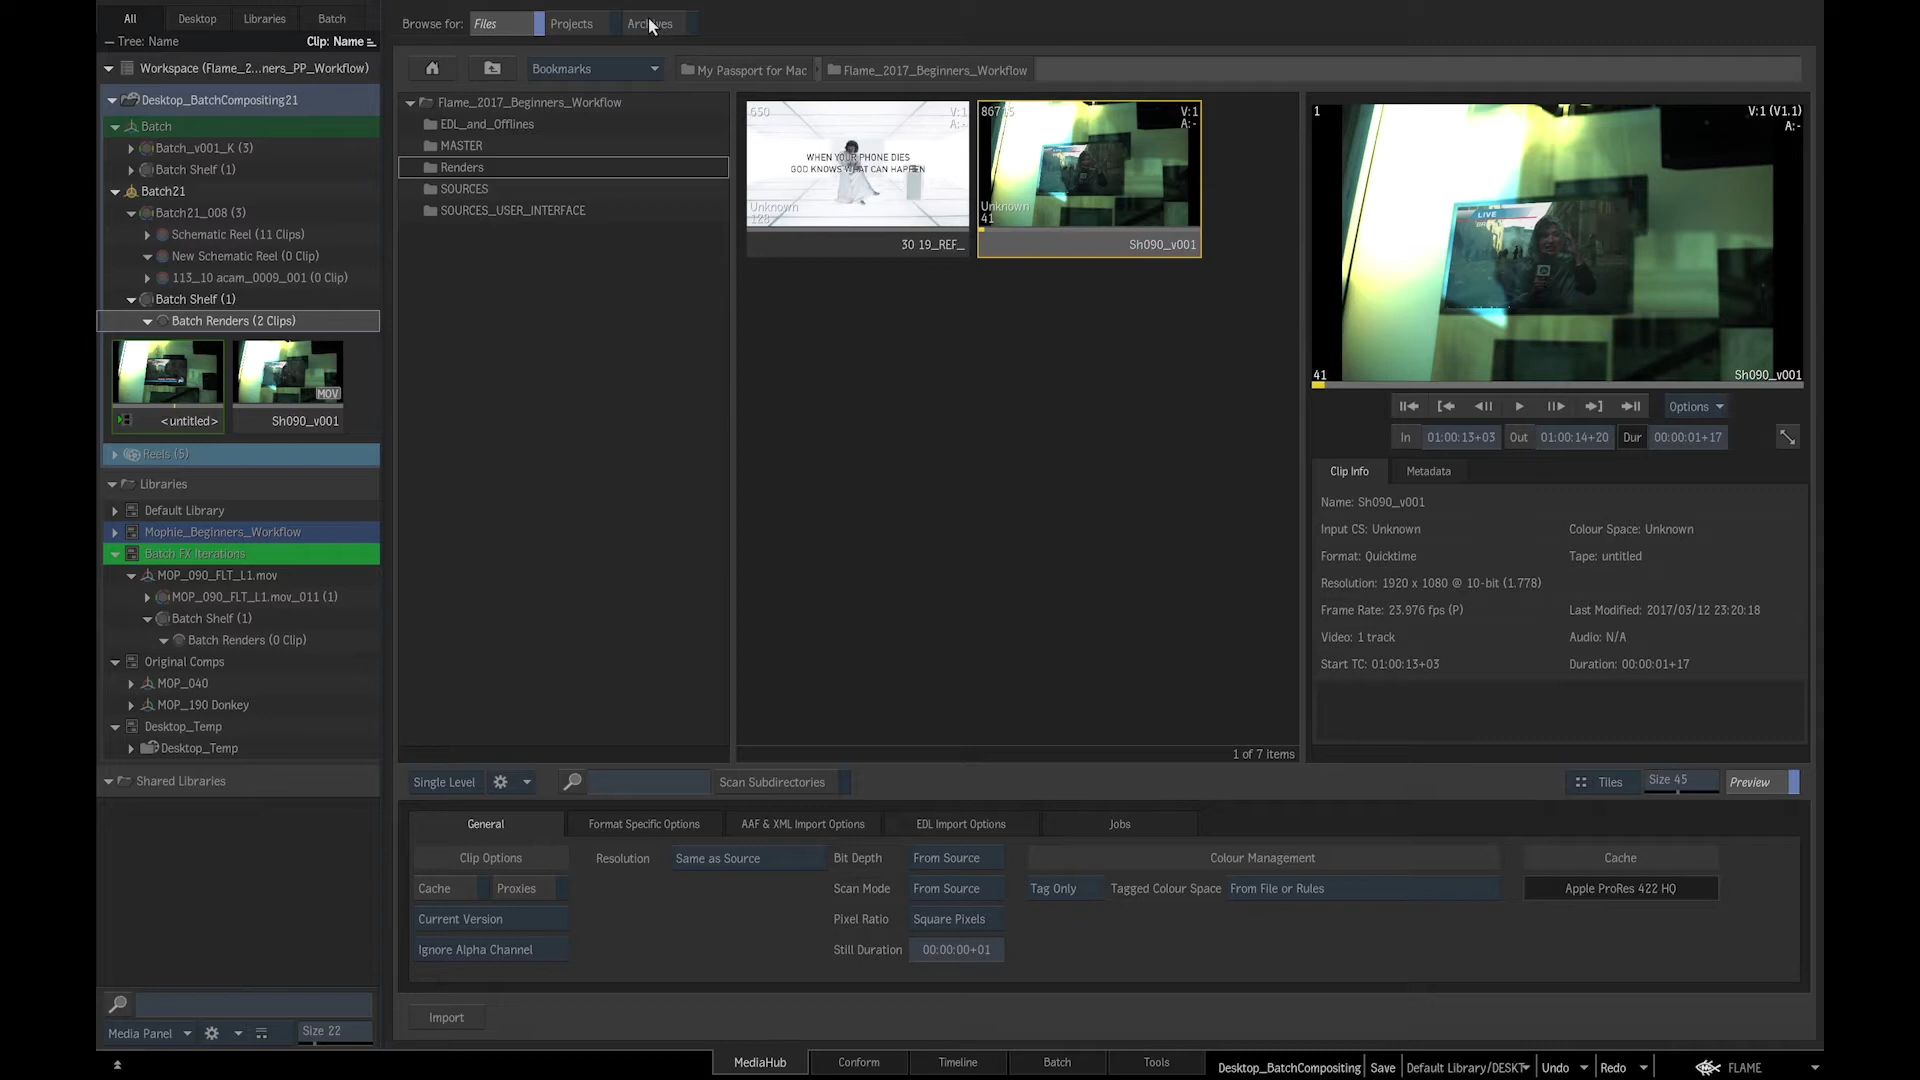 All Desktop Libraries Batch
Tree: Name Clip: Name
Workspace (Flame_2...ners_PP_Workflow)
Desktop_BatchCompositing21
Batch
Batch_v001_K (3)
Batch Shelf (1)
Batch21
Batch21_008 (3)
Schematic Reel (11 Clips)
New Schematic Reel (0 Clip)
113_10 acam_0009_001 (0 Clip)
Batch Shelf (1)
Batch Renders (2 Clips)
MOV
<untitled> Sh090_v001
Reels (5)
Libraries
Default Library
Mophie_Beginners_Workflow
Batch FX Iterations
MOP_090_FLT_L1.mov
MOP_090_FLT_L1.mov_011 (1)
Batch Shelf (1)
Batch Renders (0 Clip)
Original Comps
MOP_040
MOP_190 Donkey
Desktop_Temp
Desktop_Temp
Shared Libraries
Media Panel Size 22
Browse for: Files Projects Archives
Bookmarks My Passport for Mac Flame_2017_Beginners_Workflow
Flame_2017_Beginners_Workflow
EDL_and_Offlines
MASTER
Renders
SOURCES
SOURCES_USER_INTERFACE
650 V:1
A:-
WHEN YOUR PHONE DIES
GOD KNOWS WHAT CAN HAPPEN
Unknown
128
30 19_REF_
V:1
A:-
Unknown
41
Sh090_v001
1 of 7 items
1 V:1 (V1.1)
A:-
LIVE
41 Sh090_v001
Options
In 01:00:13+03 Out 01:00:14+20 Dur 00:00:01+17
Clip Info Metadata
Name: Sh090_v001
Input CS: Unknown Colour Space: Unknown
Format: Quicktime Tape: untitled
Resolution: 1920 x 1080 @ 10-bit (1.778)
Frame Rate: 23.976 fps (P) Last Modified: 2017/03/12 23:20:18
Video: 1 track Audio: N/A
Start TC: 01:00:13+03 Duration: 00:00:01+17
Single Level Scan Subdirectories Tiles Size 45 Preview
General Format Specific Options AAF & XML Import Options EDL Import Options Jobs
Clip Options Resolution Same as Source Bit Depth From Source Colour Management Cache
Cache Proxies Scan Mode From Source Tag Only Tagged Colour Space From File or Rules Apple ProRes 422 HQ
Current Version Pixel Ratio Square Pixels
Ignore Alpha Channel Still Duration 00:00:00+01
Import
MediaHub Conform Timeline Batch Tools Desktop_BatchCompositing Save Default Library/DESKT Undo Redo FLAME